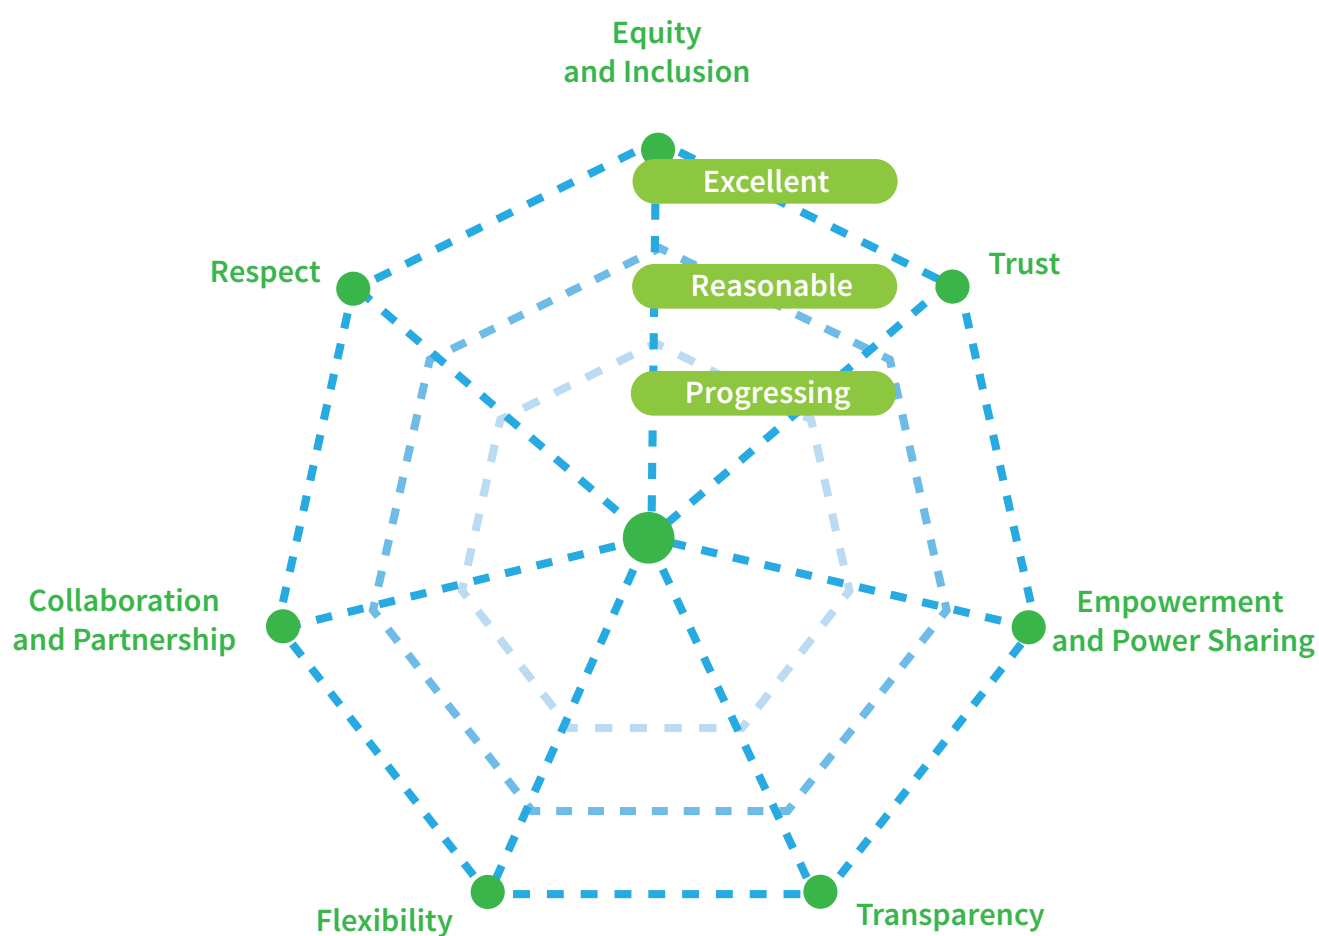 Equity
and Inclusion
Excellent
Respect
Trust
Reasonable
Progressing
Collaboration
and Partnership
Empowerment
and Power Sharing
Flexibility
Transparency